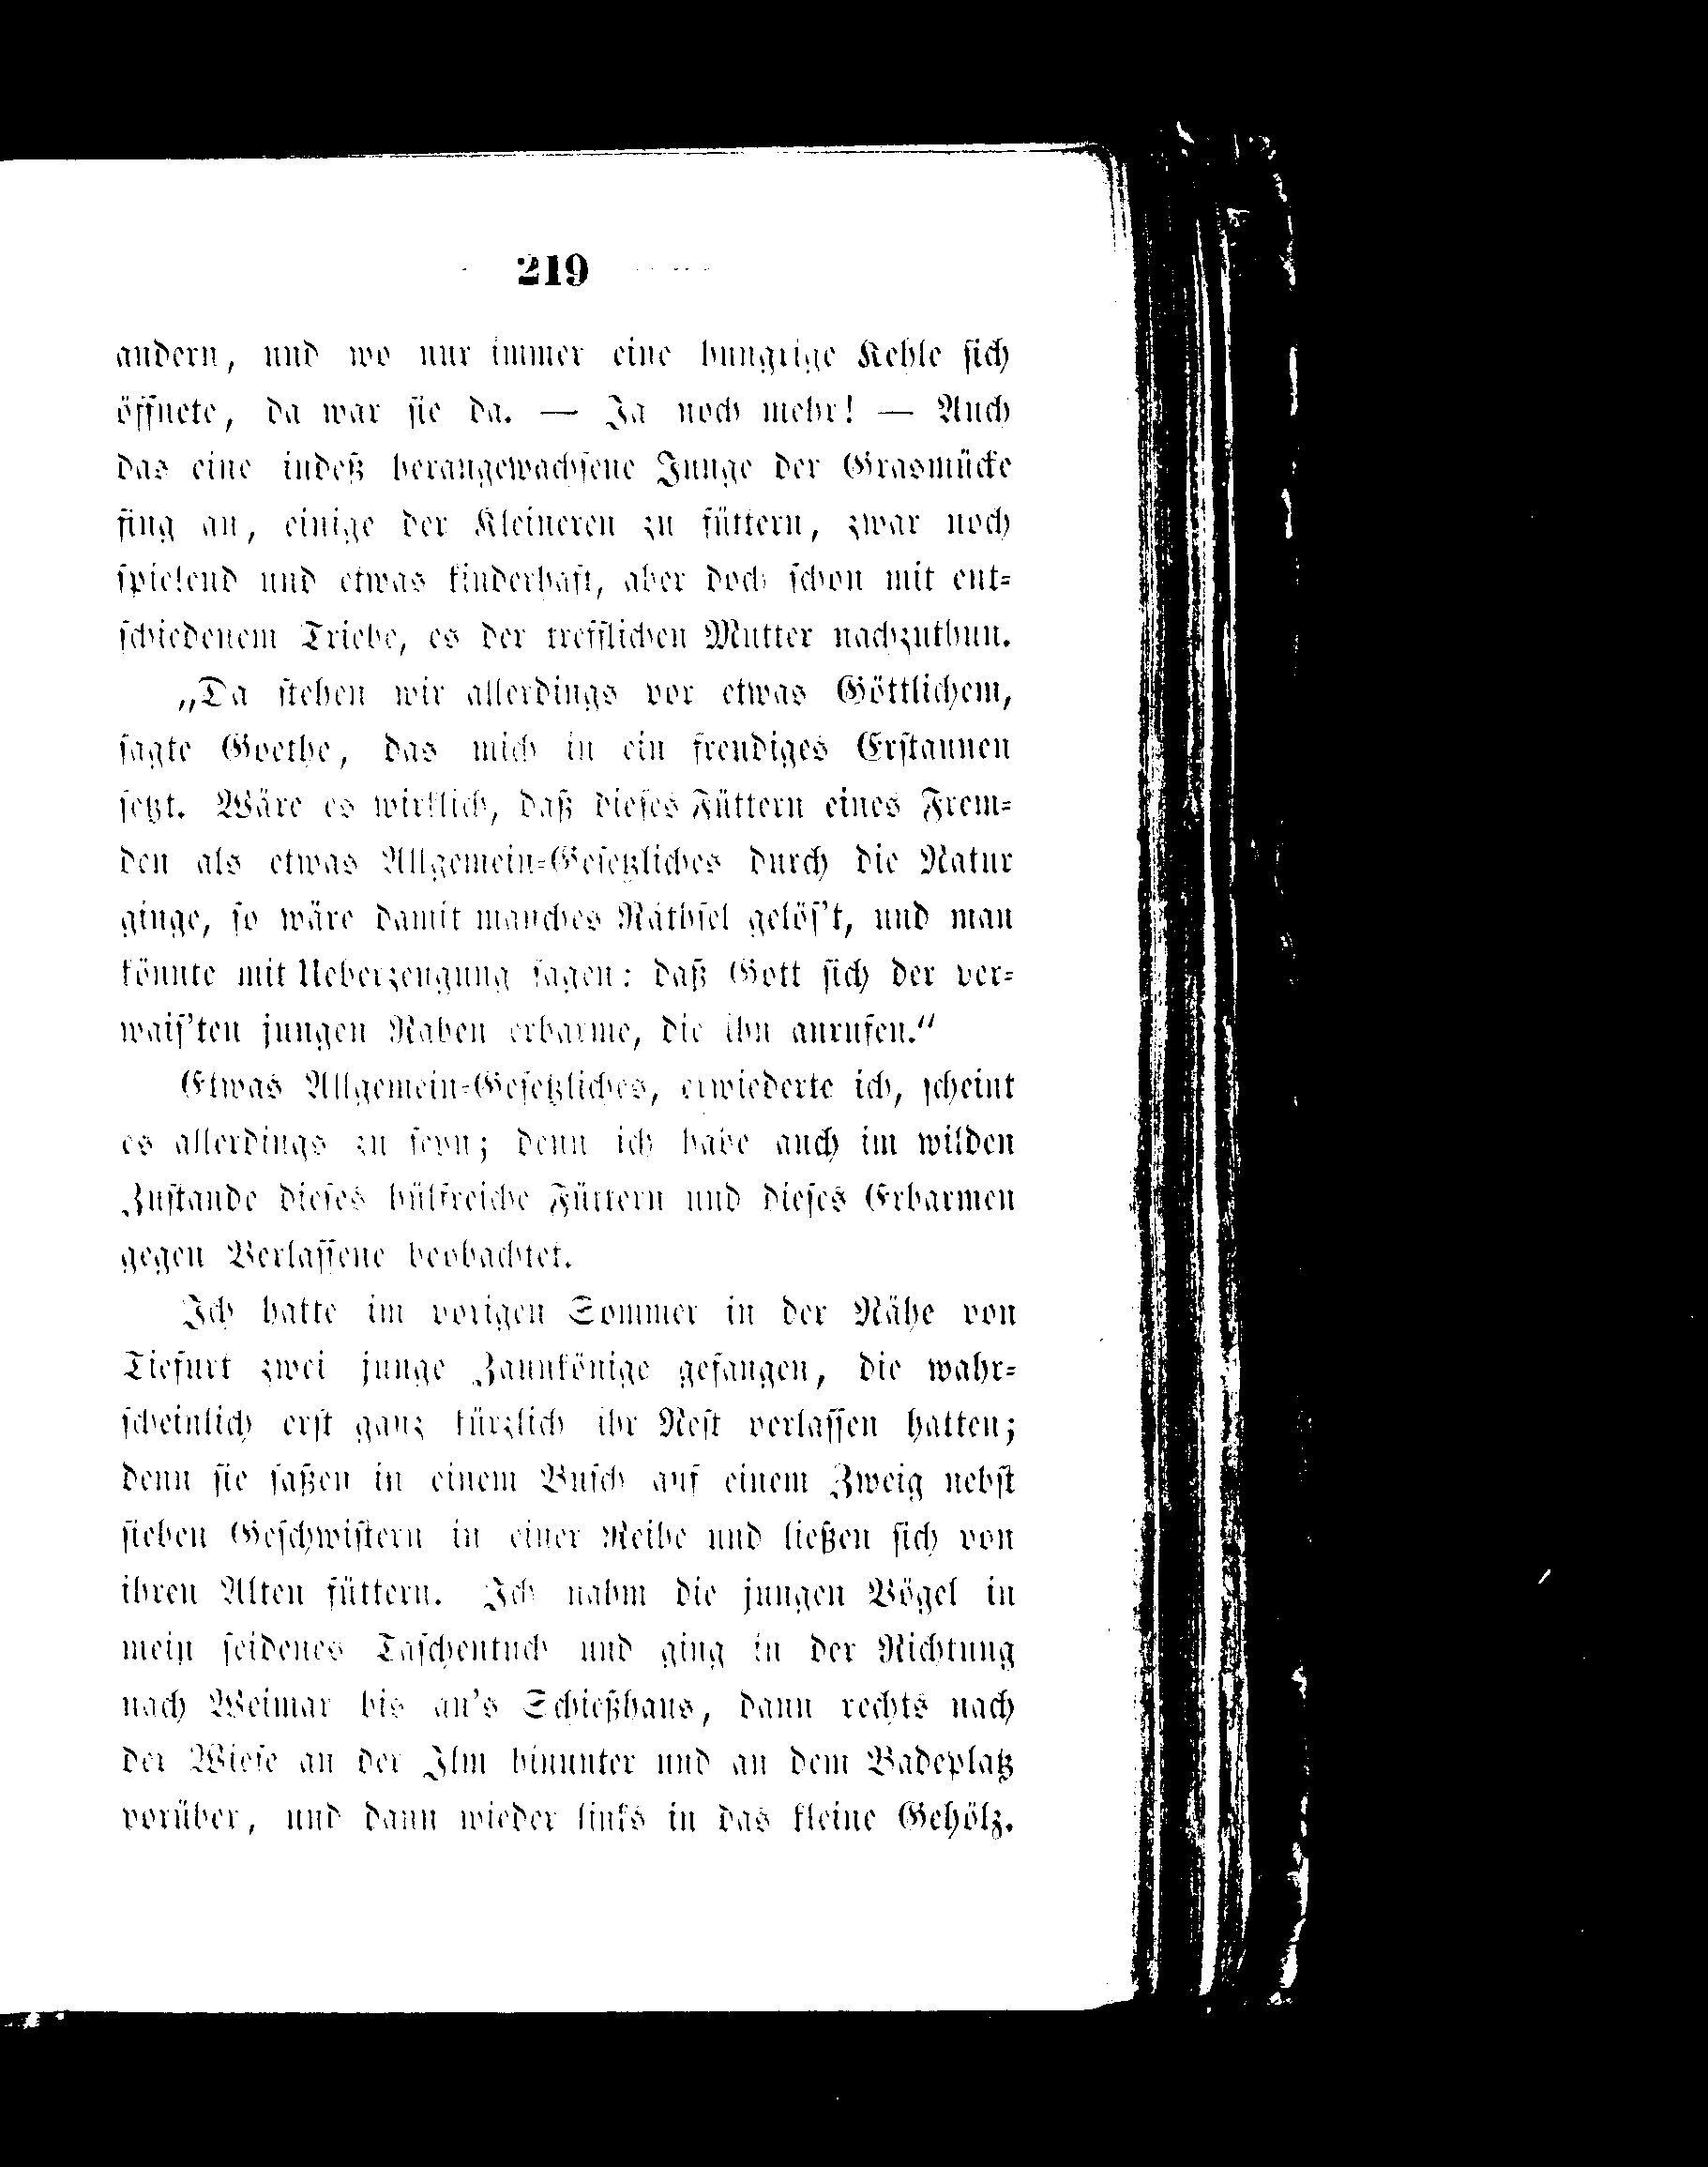 219
andern, und wo nur immer eine hungrige Kehle ſich
öffnete, da war ſie da. — Ja noch mehr! — Auch
das eine indeß herangewachſene Junge der Grasmücke
fing an, einige der Kleineren zu füttern, zwar noch
ſpielend und etwas kinderhaft, aber doch ſchon mit ent⸗
ſchiedenem Triebe, es der trefflichen Mutter nachzuthun.
„Da ſtehen wir allerdings vor etwas Göttlichem,
ſagte Goethe, das mich in ein freudiges Erſtaunen
ſetzt. Wäre es wirklich, daß dieſes Füttern eines Frem⸗
den als etwas Allgemein⸗Geſetzliches durch die Natur
ginge, ſo wäre damit manches Räthſel gelöſ't, und man
könnte mit Ueberzeugung ſagen: daß Gott ſich der ver⸗
waiſ'ten jungen Raben erbarme, die ihn anrufen.“
Etwas Allgemein⸗Geſetzliches, erwiederte ich, ſcheint
es allerdings zu ſeyn; denn ich habe auch im wilden
Zuſtande dieſes hülfreiche Füttern und dieſes Erbarmen
gegen Verlaſſene beobachtet.
Ich hatte im vorigen Sommer in der Nähe von
Tiefurt zwei junge Zaunkönige gefangen, die wahr⸗
ſcheinlich erſt ganz kürzlich ihr Neſt verlaſſen hatten;
denn ſie ſaßen in einem Buſch auf einem Zweig nebſt
ſieben Geſchwiſtern in einer Reihe und ließen ſich von
ihren Alten füttern. Ich nahm die jungen Vögel in
mein ſeidenes Taſchentuch und ging in der Richtung
nach Weimar bis an's Schießhaus, dann rechts nach
der Wieſe an der Ilm hinunter und an dem Badeplatz
vorüber, und dann wieder links in das kleine Gehölz.